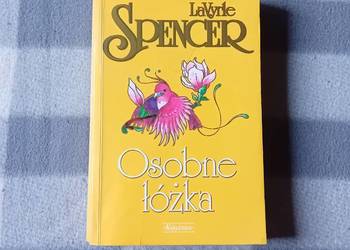 LaVyrle
SPENCER
Osobne
łóżka